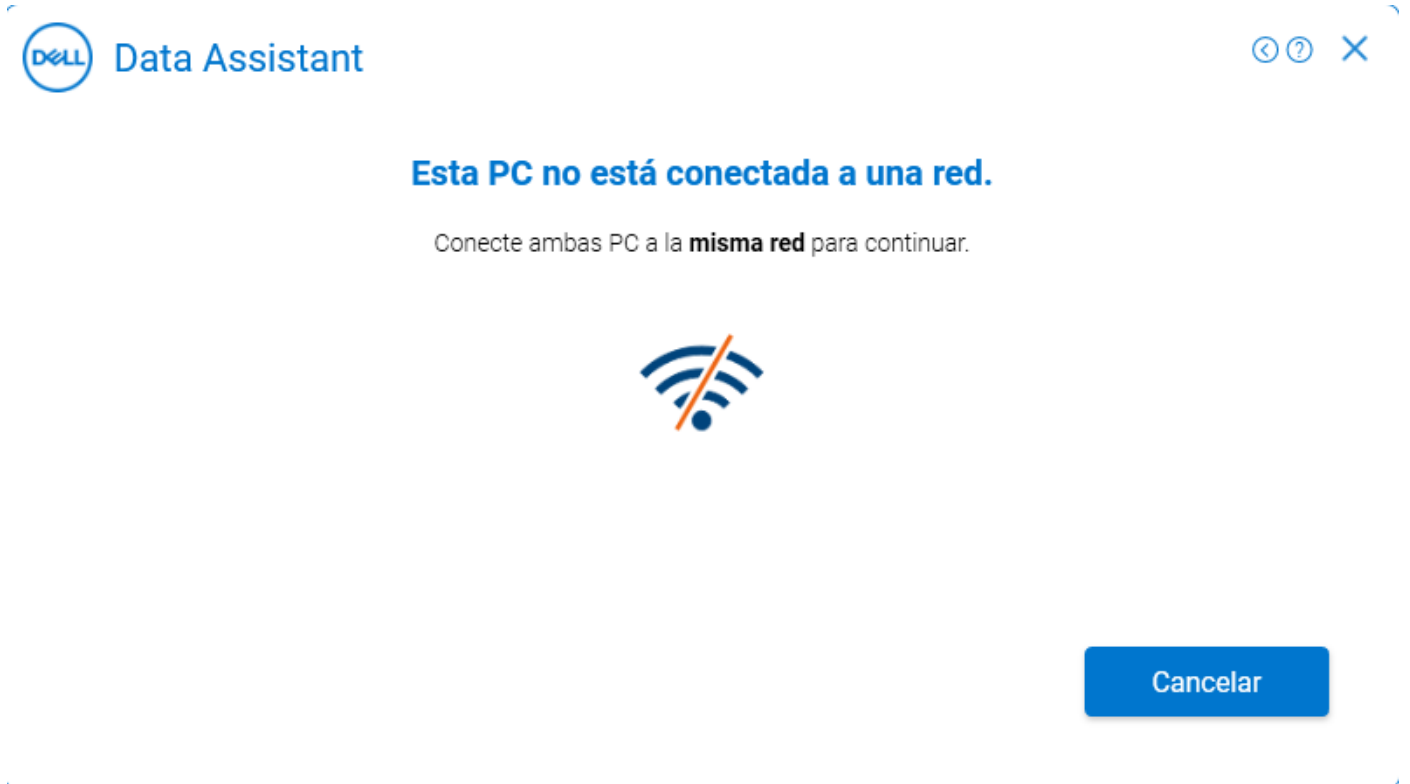 DELL
Data Assistant
Esta PC no está conectada a una red.
Conecte ambas PC a la misma red para continuar.
Cancelar